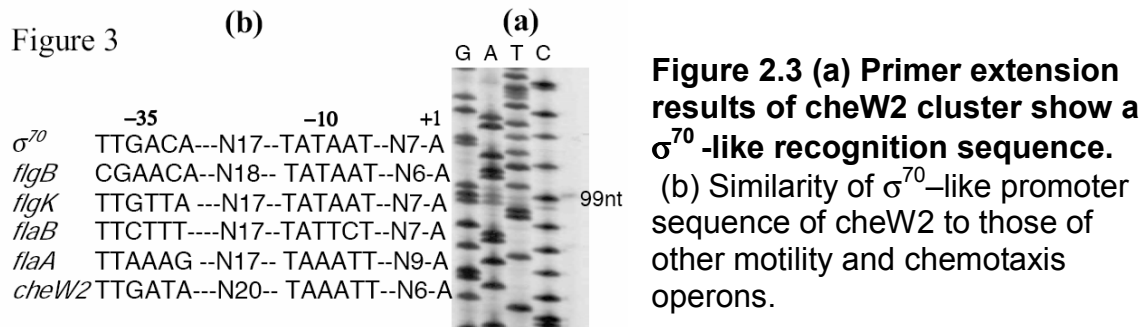 Figure 3
(b)
(a)
G A T C
−35 −10 +1
σ⁷⁰ TTGACA---N17--TATAAT--N7-A
flgB CGAACA--N18-- TATAAT--N6-A
flgK TTGTTA ---N17--TATAAT--N7-A
flaB TTCTTT----N17--TATTCT--N7-A
flaA TTAAAG --N17-- TAAATT--N9-A
cheW2 TTGATA---N20-- TAAATT--N6-A
99nt
Figure 2.3 (a) Primer extension
results of cheW2 cluster show a
σ⁷⁰ -like recognition sequence.
(b) Similarity of σ⁷⁰–like promoter
sequence of cheW2 to those of
other motility and chemotaxis
operons.